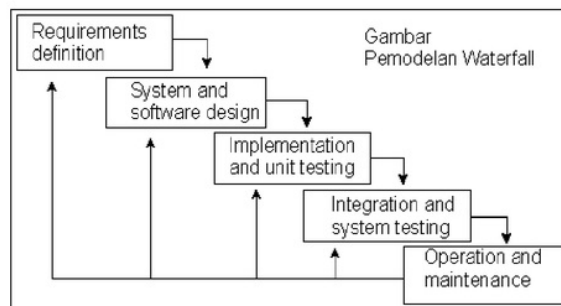 Requirements
definition
Gambar
Pemodelan Waterfall
System and
software design
Implementation
and unit testing
Integration and
system testing
Operation and
maintenance